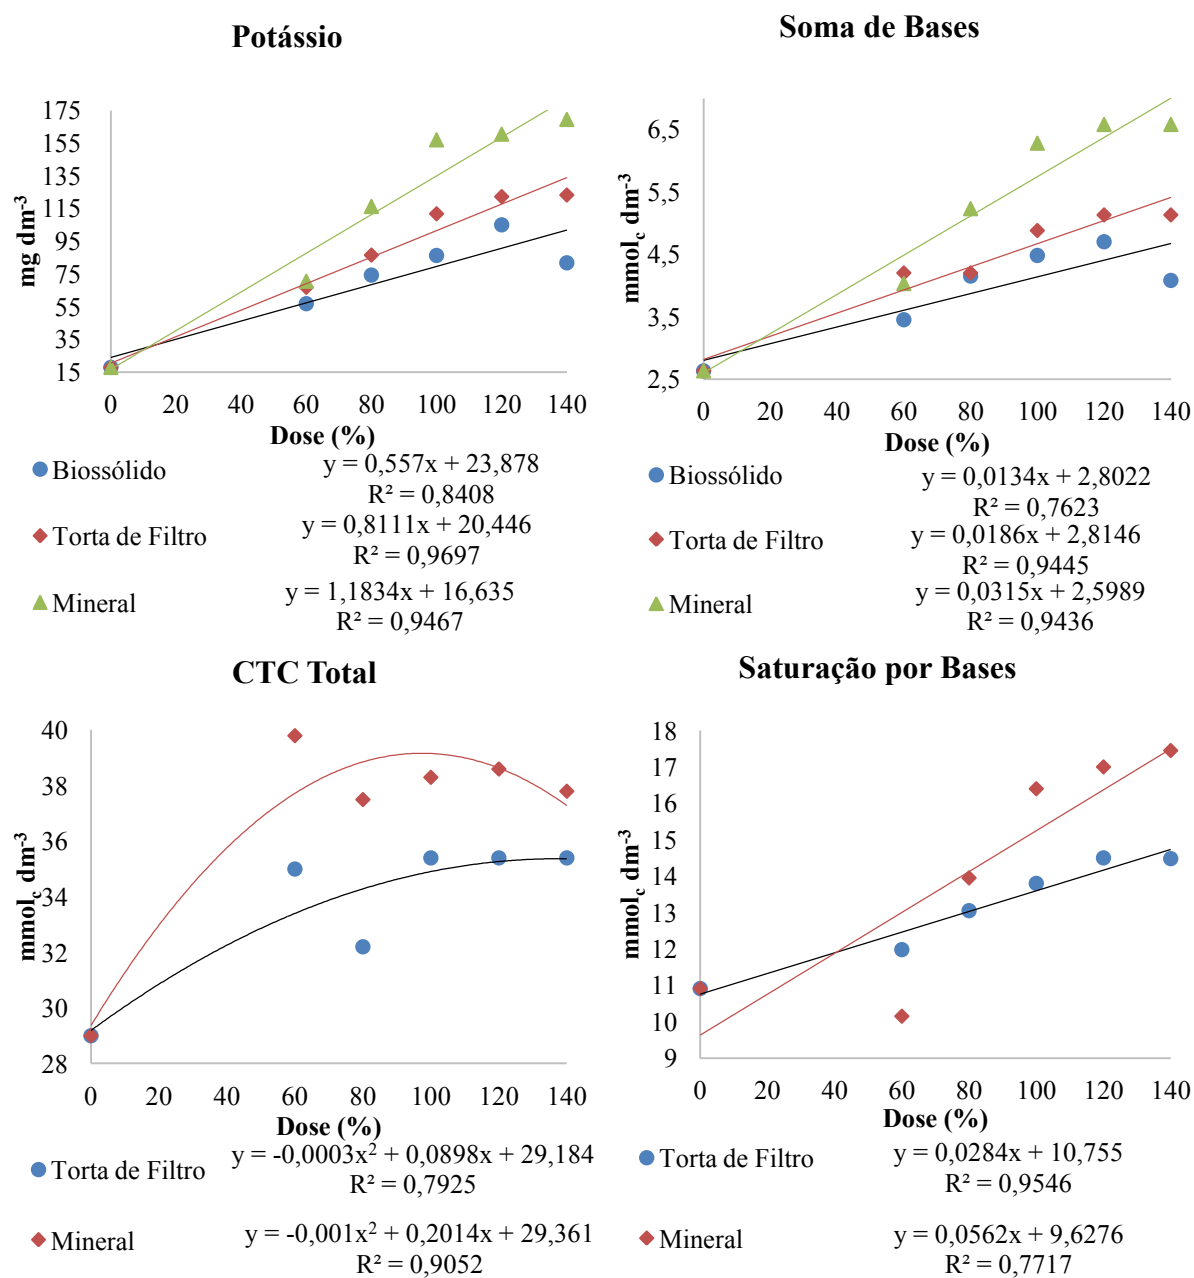 Potássio
175
155
135
115
95
75
55
35
15
mg dm-3
0 20 40 60 80 100 120 140
Dose (%)
Biossólido y = 0,557x + 23,878
R² = 0,8408
Torta de Filtro y = 0,8111x + 20,446
R² = 0,9697
Mineral y = 1,1834x + 16,635
R² = 0,9467
Soma de Bases
6,5
5,5
4,5
3,5
2,5
mmolc dm-3
0 20 40 60 80 100 120 140
Dose (%)
Biossólido y = 0,0134x + 2,8022
R² = 0,7623
Torta de Filtro y = 0,0186x + 2,8146
R² = 0,9445
Mineral y = 0,0315x + 2,5989
R² = 0,9436
CTC Total
40
38
36
34
32
30
28
mmolc dm-3
0 20 40 60 80 100 120 140
Dose (%)
Torta de Filtro y = -0,0003x² + 0,0898x + 29,184
R² = 0,7925
Mineral y = -0,001x² + 0,2014x + 29,361
R² = 0,9052
Saturação por Bases
18
17
16
15
14
13
12
11
10
9
mmolc dm-3
0 20 40 60 80 100 120 140
Dose (%)
Torta de Filtro y = 0,0284x + 10,755
R² = 0,9546
Mineral y = 0,0562x + 9,6276
R² = 0,7717